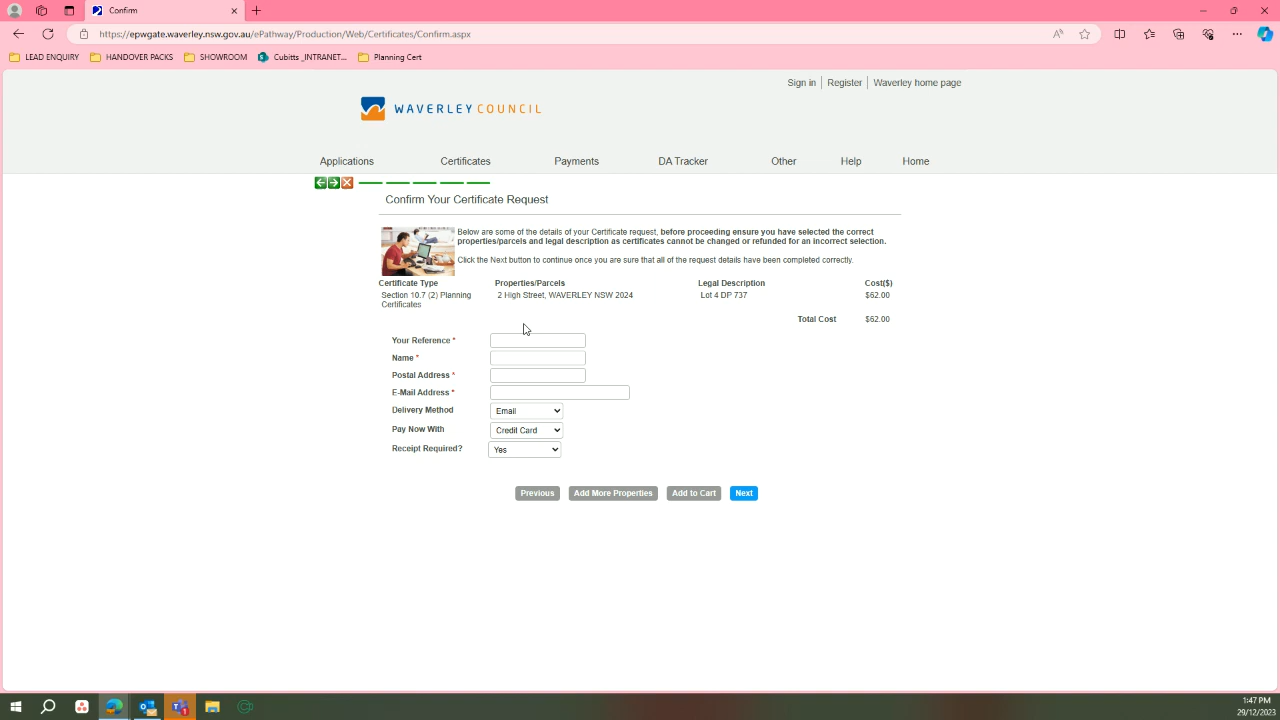 Confirm
https://epwgate.waverley.nsw.gov.au/ePathway/Production/Web/Certificates/Confirm.aspx
LEAD ENQUIRY
HANDOVER PACKS
SHOWROOM
Cubitts _INTRANET...
Planning Cert
Sign in
Register
Waverley home page
WAVERLEY COUNCIL
Applications
Certificates
Payments
DA Tracker
Other
Help
Home
Confirm Your Certificate Request
Below are some of the details of your Certificate request, before proceeding ensure you have selected the correct
properties/parcels and legal description as certificates cannot be changed or refunded for an incorrect selection.
Click the Next button to continue once you are sure that all of the request details have been completed correctly.
Certificate Type Properties/Parcels Legal Description Cost($)
Section 10.7 (2) Planning 2 High Street, WAVERLEY NSW 2024 Lot 4 DP 737 $62.00
Certificates
Total Cost $62.00
Your Reference *
Name *
Postal Address *
E-Mail Address *
Delivery Method Email
Pay Now With Credit Card
Receipt Required? Yes
Previous Add More Properties Add to Cart Next
1:47 PM
29/12/2023